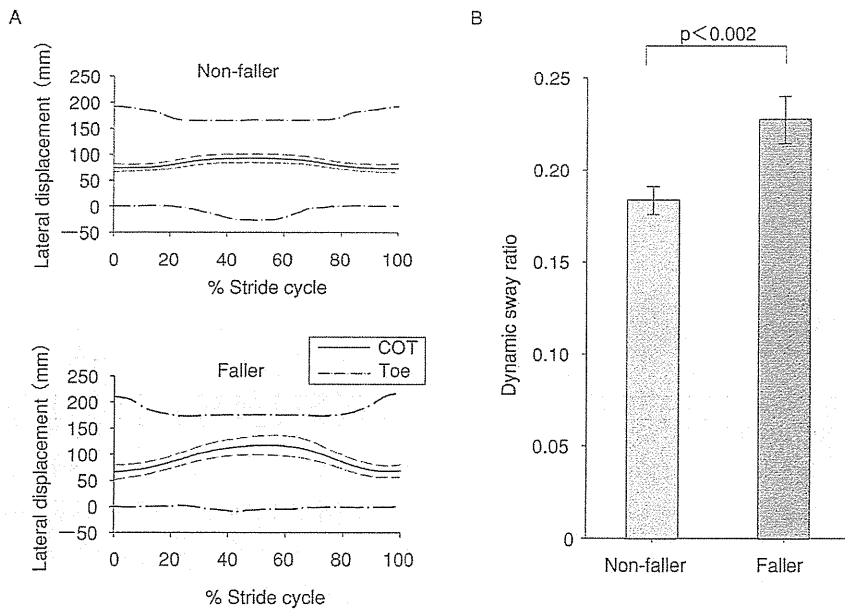 A
Non-faller
Lateral displacement (mm)
250
200
150
100
50
0
—50
0 20 40 60 80 100
% Stride cycle
COT
Toe
Faller
Lateral displacement (mm)
250
200
150
100
50
0
—50
0 20 40 60 80 100
% Stride cycle
B
p<0.002
Dynamic sway ratio
0.25
0.20
0.15
0.10
0.05
0
Non-faller Faller